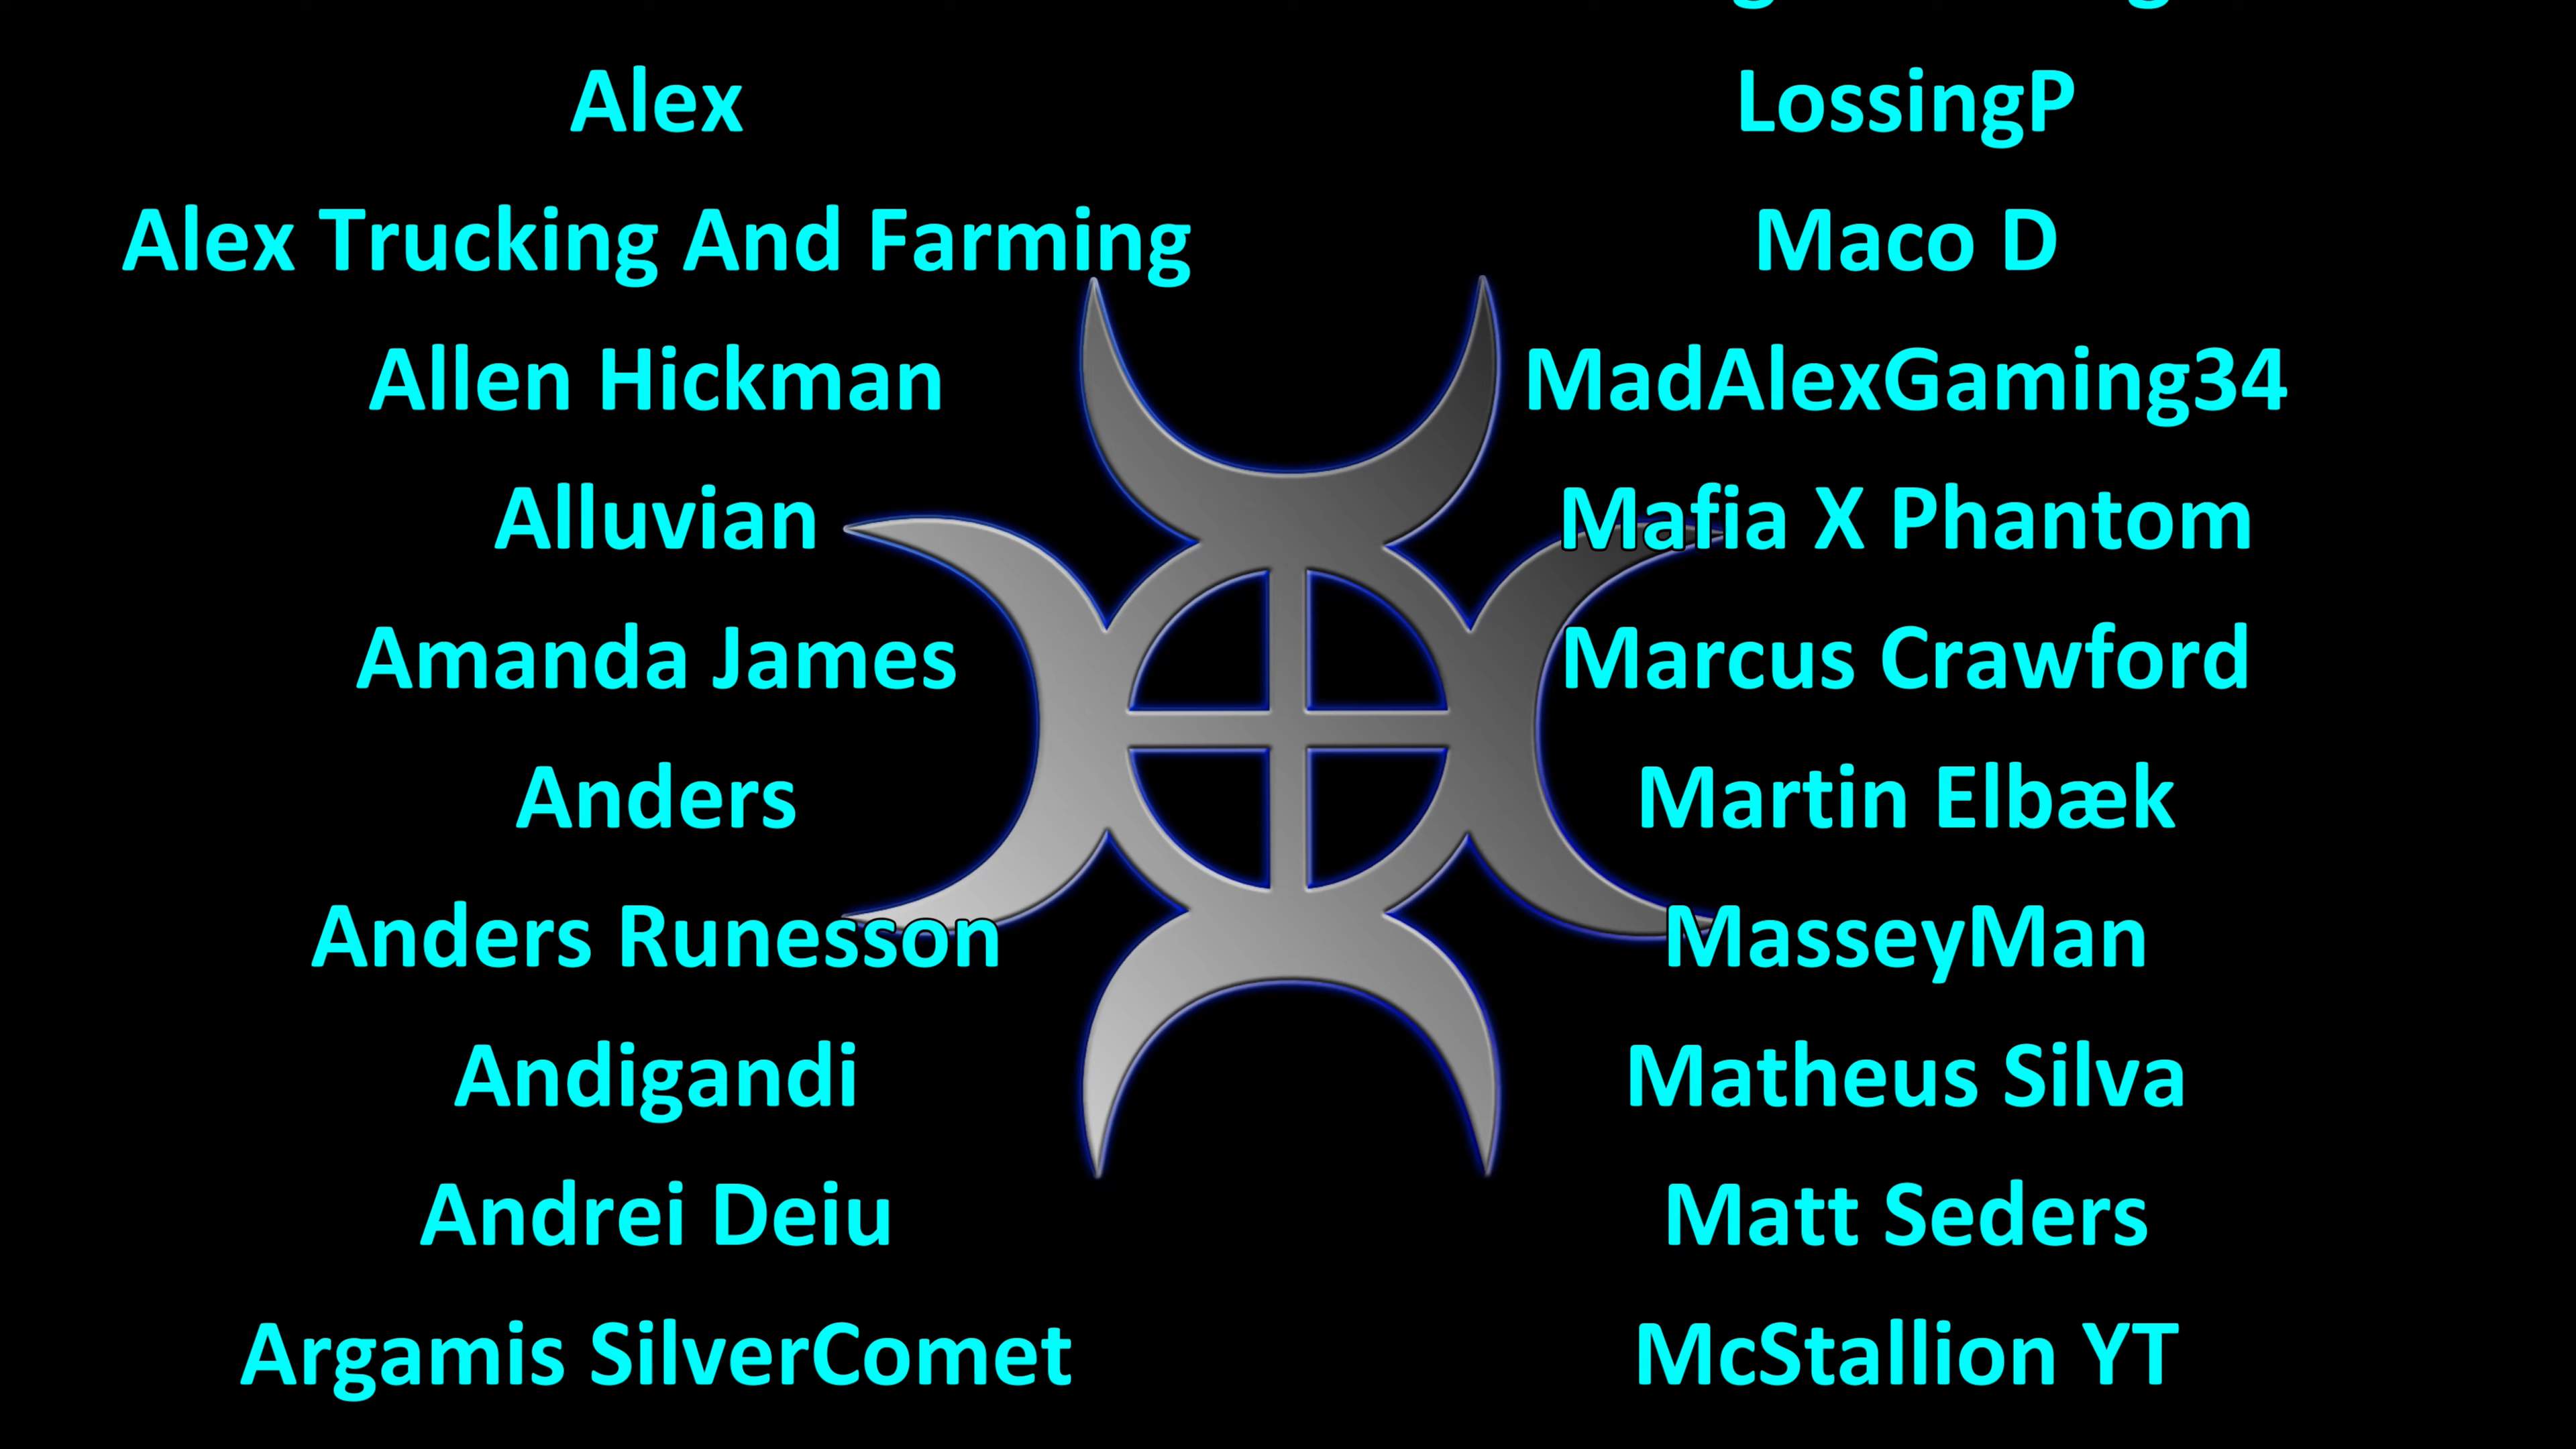 Alex
Alex Trucking And Farming
Allen Hickman
Alluvian
Amanda James
Anders
Anders Runesson
Andigandi
Andrei Deiu
Argamis SilverComet
LossingP
Maco D
MadAlexGaming34
Mafia X Phantom
Marcus Crawford
Martin Elbæk
MasseyMan
Matheus Silva
Matt Seders
McStallion YT